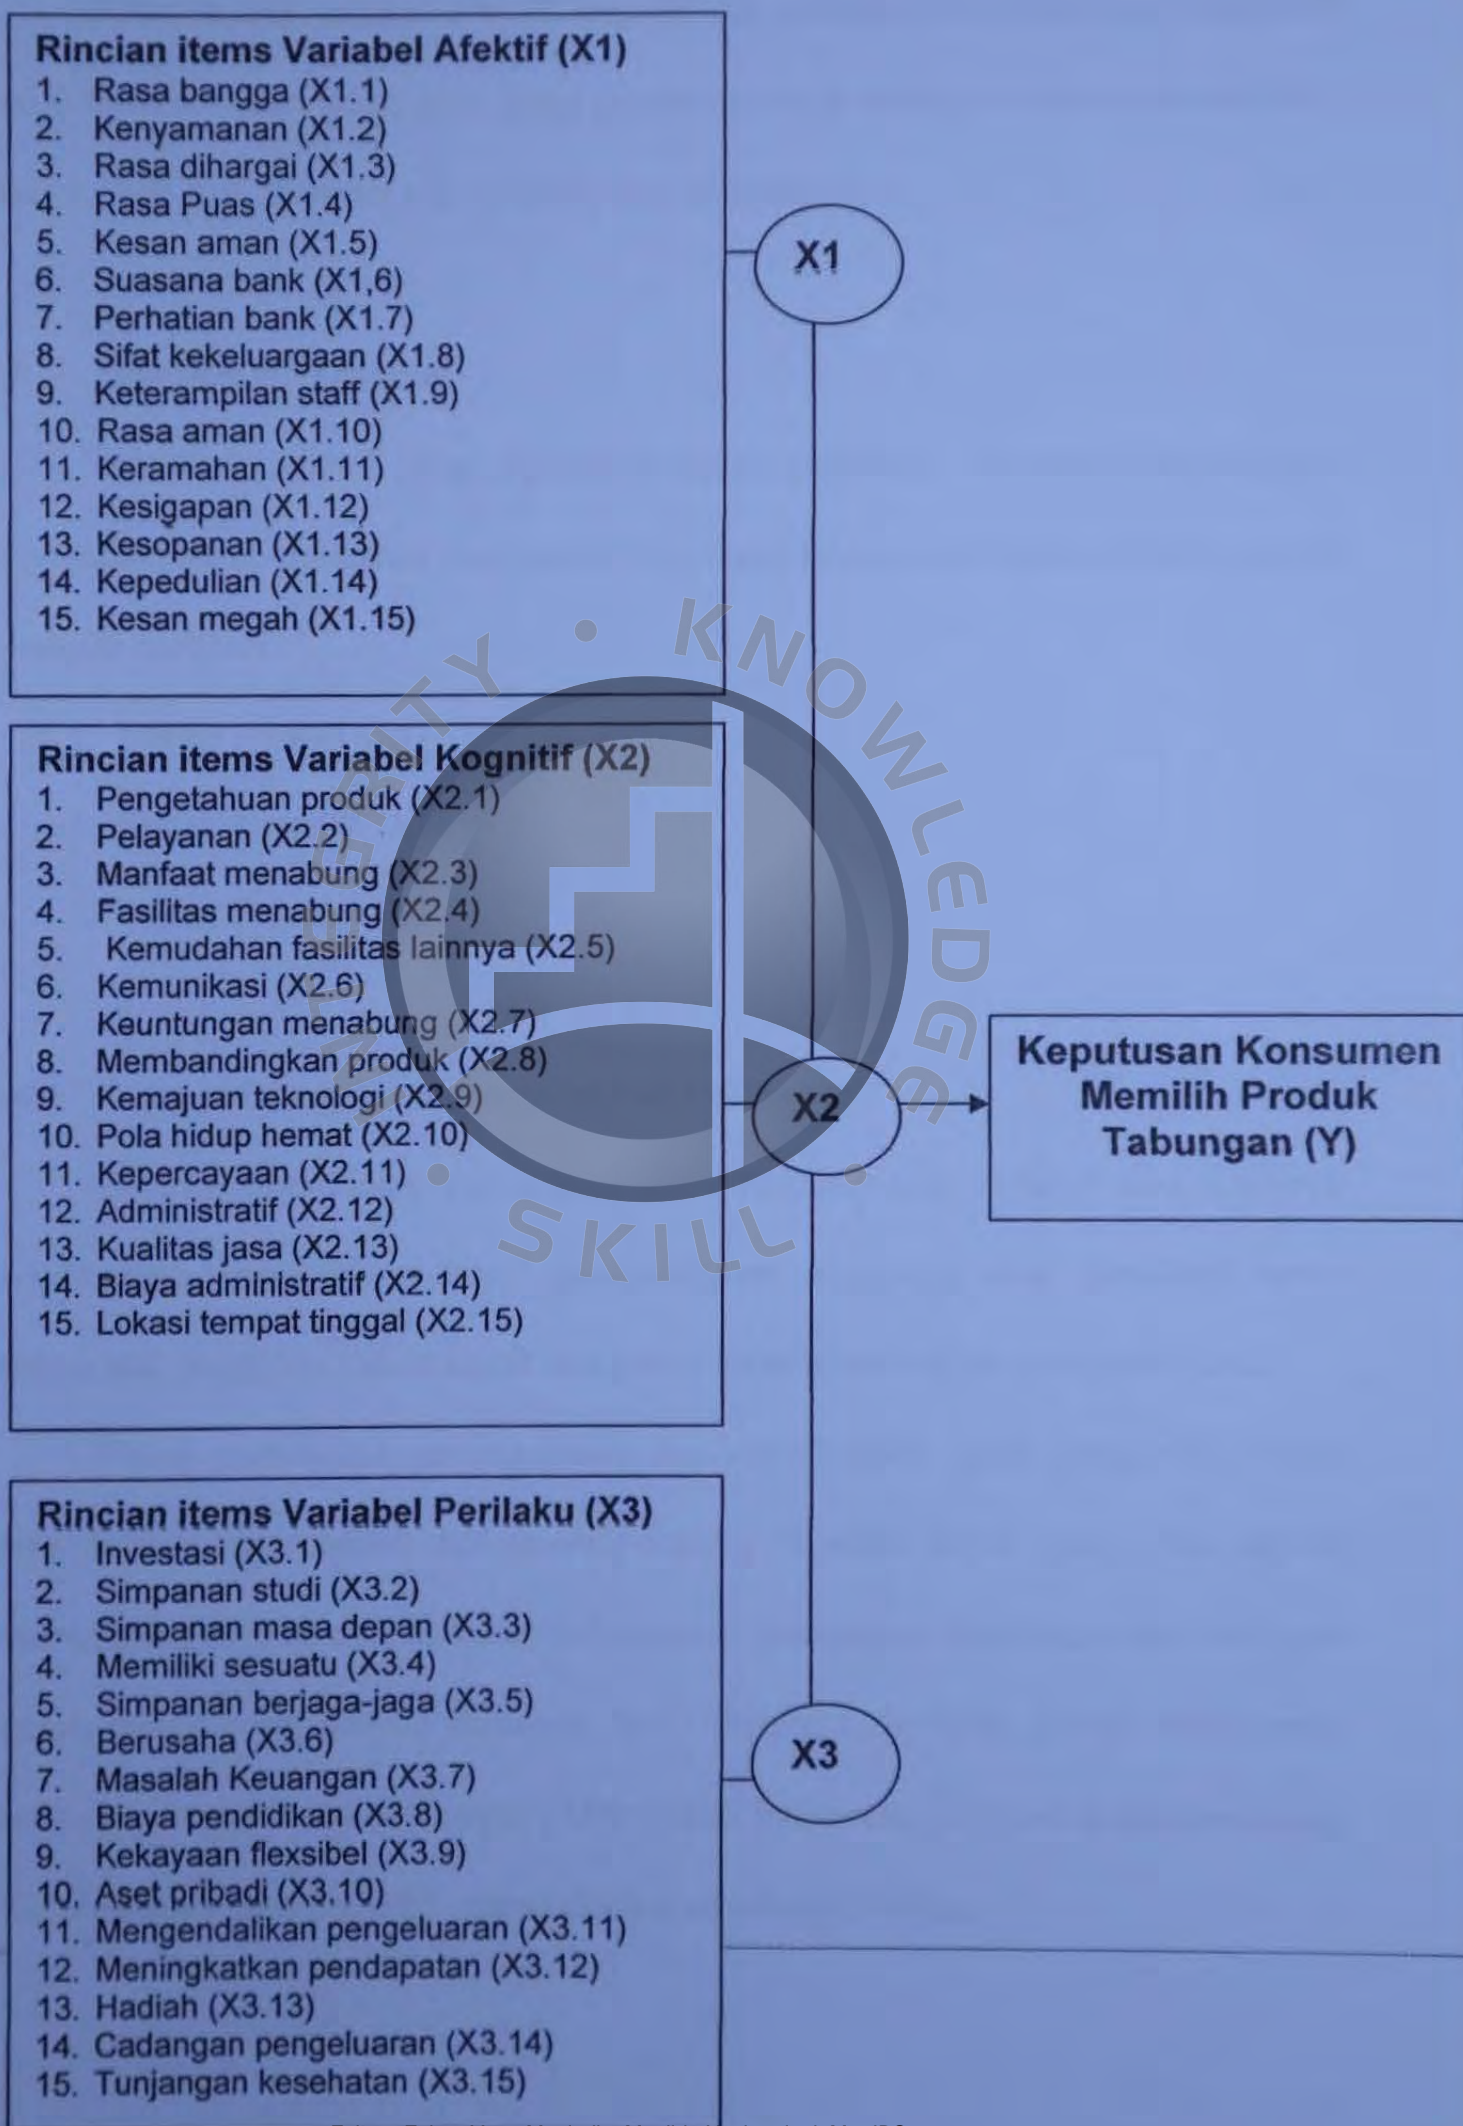 Rincian items Variabel Afektif (X1)
1. Rasa bangga (X1.1)
2. Kenyamanan (X1.2)
3. Rasa dihargai (X1.3)
4. Rasa Puas (X1.4)
5. Kesan aman (X1.5)
6. Suasana bank (X1,6)
7. Perhatian bank (X1.7)
8. Sifat kekeluargaan (X1.8)
9. Keterampilan staff (X1.9)
10. Rasa aman (X1.10)
11. Keramahan (X1.11)
12. Kesigapan (X1.12)
13. Kesopanan (X1.13)
14. Kepedulian (X1.14)
15. Kesan megah (X1.15)
X1
Rincian items Variabel Kognitif (X2)
1. Pengetahuan produk (X2.1)
2. Pelayanan (X2.2)
3. Manfaat menabung (X2.3)
4. Fasilitas menabung (X2.4)
5. Kemudahan fasilitas lainnya (X2.5)
6. Kemunikasi (X2.6)
7. Keuntungan menabung (X2.7)
8. Membandingkan produk (X2.8)
9. Kemajuan teknologi (X2.9)
10. Pola hidup hemat (X2.10)
11. Kepercayaan (X2.11)
12. Administratif (X2.12)
13. Kualitas jasa (X2.13)
14. Biaya administratif (X2.14)
15. Lokasi tempat tinggal (X2.15)
X2
Keputusan Konsumen
Memilih Produk
Tabungan (Y)
Rincian items Variabel Perilaku (X3)
1. Investasi (X3.1)
2. Simpanan studi (X3.2)
3. Simpanan masa depan (X3.3)
4. Memiliki sesuatu (X3.4)
5. Simpanan berjaga-jaga (X3.5)
6. Berusaha (X3.6)
7. Masalah Keuangan (X3.7)
8. Biaya pendidikan (X3.8)
9. Kekayaan flexsibel (X3.9)
10. Aset pribadi (X3.10)
11. Mengendalikan pengeluaran (X3.11)
12. Meningkatkan pendapatan (X3.12)
13. Hadiah (X3.13)
14. Cadangan pengeluaran (X3.14)
15. Tunjangan kesehatan (X3.15)
X3
INTEGRITY • KNOWLEDGE • SKILL •